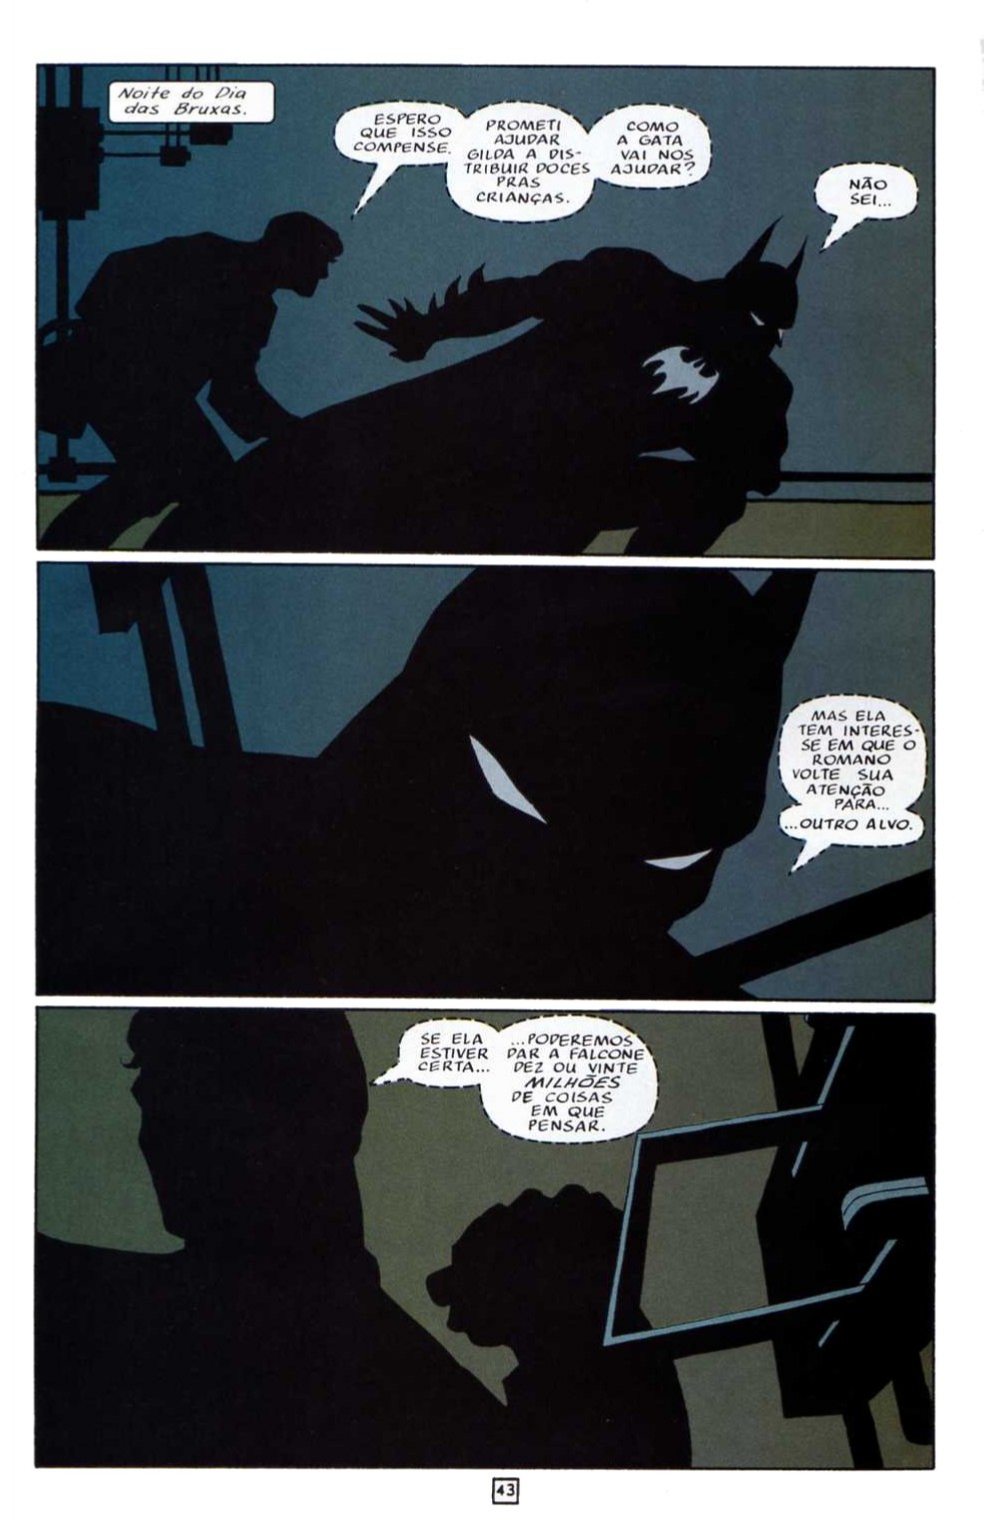 Noite do Dia
das Bruxas.
ESPERO
QUE ISSO
COMPENSE.
PROMETI
AJUDAR
GILDA A DIS-
TRIBUIR DOCES
PRAS
CRIANÇAS.
COMO
A GATA
VAI NOS
AJUDAR?
NÃO
SEI...
MAS ELA
TEM INTERES-
SE EM QUE O
ROMANO
VOLTE SUA
ATENÇÃO
PARA...
...OUTRO ALVO.
SE ELA
ESTIVER
CERTA...
...PODEREMOS
DAR A FALCONE
DEZ OU VINTE
MILHÕES
DE COISAS
EM QUE
PENSAR.
43